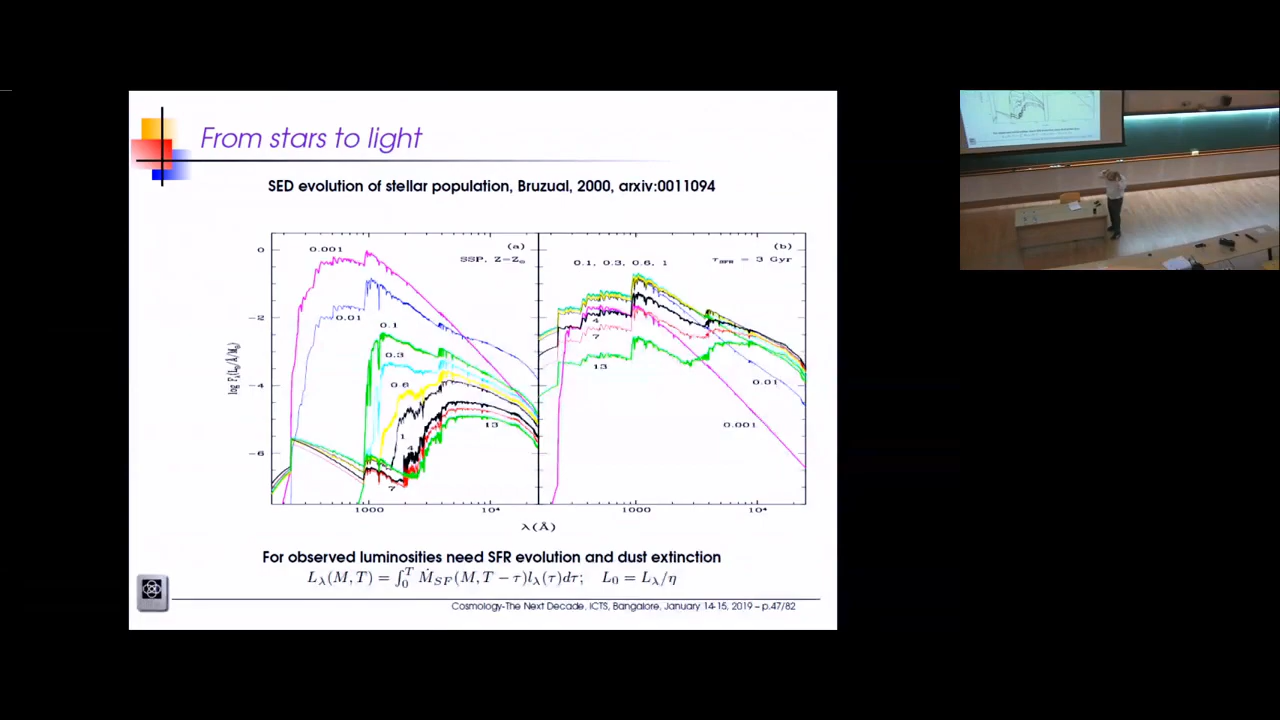 From stars to light
SED evolution of stellar population, Bruzual, 2000, arxiv:0011094
0.001
(a)
SSP, Z=Z⊙
0.01
0.1
0.3
0.6
1
4
7
13
(b)
0.1, 0.3, 0.6, 1
4
7
13
0.01
0.001
0
−2
−4
−6
1000
10⁴
1000
10⁴
λ(Å)
For observed luminosities need SFR evolution and dust extinction
L_λ(M, T) = ∫₀ᵀ Ṁ_SF(M, T − τ)l_λ(τ)dτ; L₀ = L_λ/η
Cosmology-The Next Decade, ICTS, Bangalore, January 14-15, 2019 – p.47/82